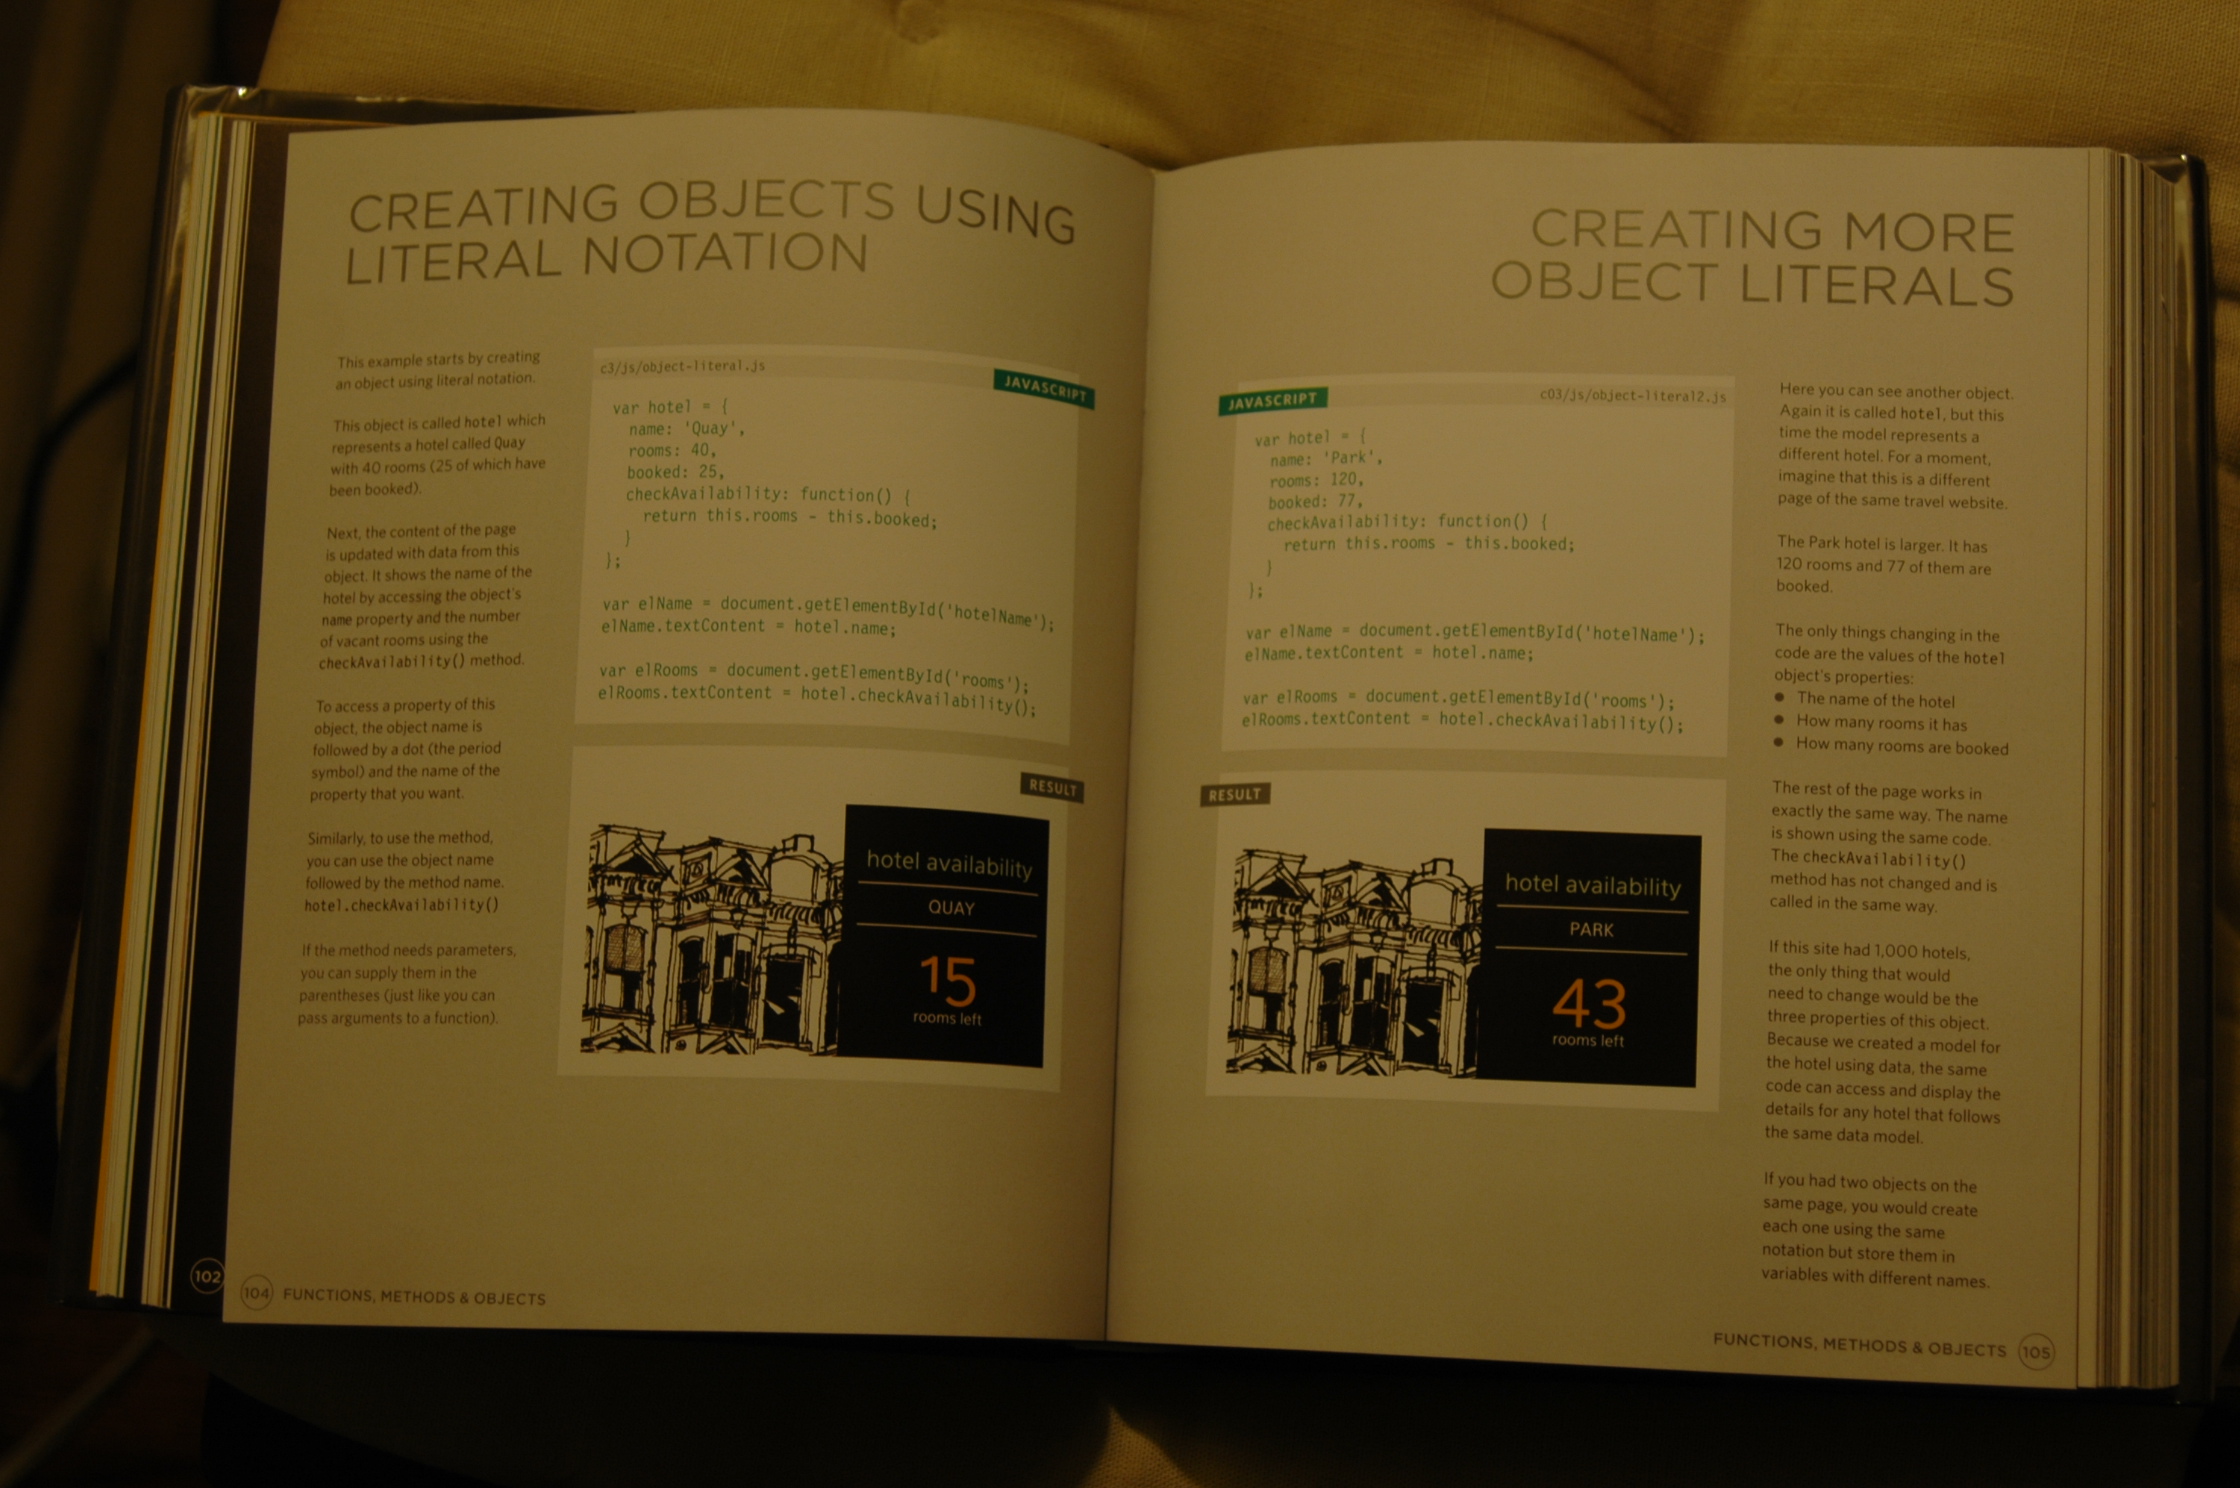 CREATING OBJECTS USING
LITERAL NOTATION
This example starts by creating
an object using literal notation.
This object is called hotel which
represents a hotel called Quay
with 40 rooms (25 of which have
been booked).
Next, the content of the page
is updated with data from this
object. It shows the name of the
hotel by accessing the object's
name property and the number
of vacant rooms using the
checkAvailability() method.
To access a property of this
object, the object name is
followed by a dot (the period
symbol) and the name of the
property that you want.
Similarly, to use the method,
you can use the object name
followed by the method name.
hotel.checkAvailability()
If the method needs parameters,
you can supply them in the
parentheses (just like you can
pass arguments to a function).
c3/js/object-literal.js
JAVASCRIPT
var hotel = {
  name: 'Quay',
  rooms: 40,
  booked: 25,
  checkAvailability: function() {
    return this.rooms - this.booked;
  }
};
var elName = document.getElementById('hotelName');
elName.textContent = hotel.name;
var elRooms = document.getElementById('rooms');
elRooms.textContent = hotel.checkAvailability();
RESULT
hotel availability
QUAY
15
rooms left
102
104 FUNCTIONS, METHODS & OBJECTS
CREATING MORE
OBJECT LITERALS
JAVASCRIPT
c03/js/object-literal2.js
var hotel = {
  name: 'Park',
  rooms: 120,
  booked: 77,
  checkAvailability: function() {
    return this.rooms - this.booked;
  }
};
var elName = document.getElementById('hotelName');
elName.textContent = hotel.name;
var elRooms = document.getElementById('rooms');
elRooms.textContent = hotel.checkAvailability();
RESULT
hotel availability
PARK
43
rooms left
Here you can see another object.
Again it is called hotel, but this
time the model represents a
different hotel. For a moment,
imagine that this is a different
page of the same travel website.
The Park hotel is larger. It has
120 rooms and 77 of them are
booked.
The only things changing in the
code are the values of the hotel
object's properties:
● The name of the hotel
● How many rooms it has
● How many rooms are booked
The rest of the page works in
exactly the same way. The name
is shown using the same code.
The checkAvailability()
method has not changed and is
called in the same way.
If this site had 1,000 hotels,
the only thing that would
need to change would be the
three properties of this object.
Because we created a model for
the hotel using data, the same
code can access and display the
details for any hotel that follows
the same data model.
If you had two objects on the
same page, you would create
each one using the same
notation but store them in
variables with different names.
FUNCTIONS, METHODS & OBJECTS 105